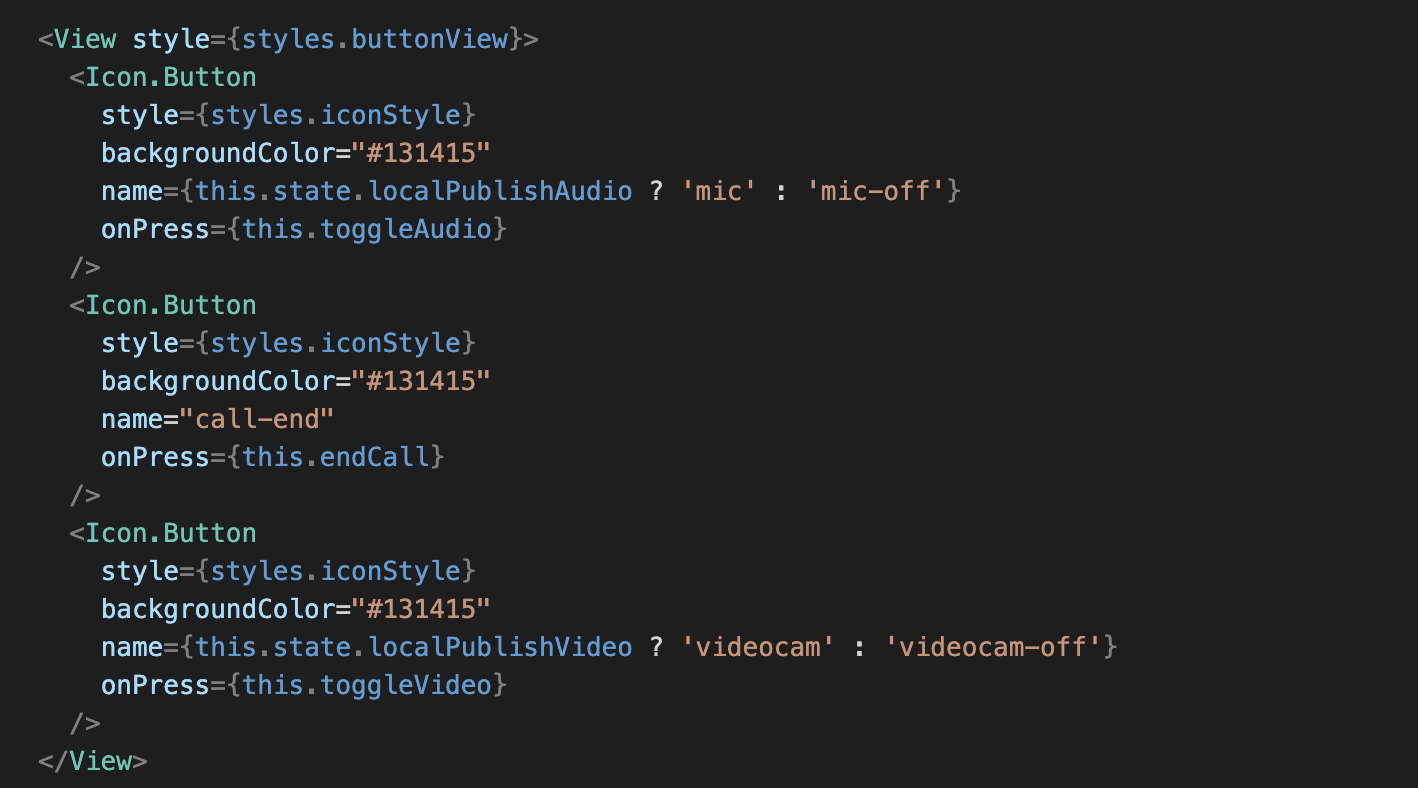 <View style={styles.buttonView}>
  <Icon.Button
    style={styles.iconStyle}
    backgroundColor="#131415"
    name={this.state.localPublishAudio ? 'mic' : 'mic-off'}
    onPress={this.toggleAudio}
  />
  <Icon.Button
    style={styles.iconStyle}
    backgroundColor="#131415"
    name="call-end"
    onPress={this.endCall}
  />
  <Icon.Button
    style={styles.iconStyle}
    backgroundColor="#131415"
    name={this.state.localPublishVideo ? 'videocam' : 'videocam-off'}
    onPress={this.toggleVideo}
  />
</View>